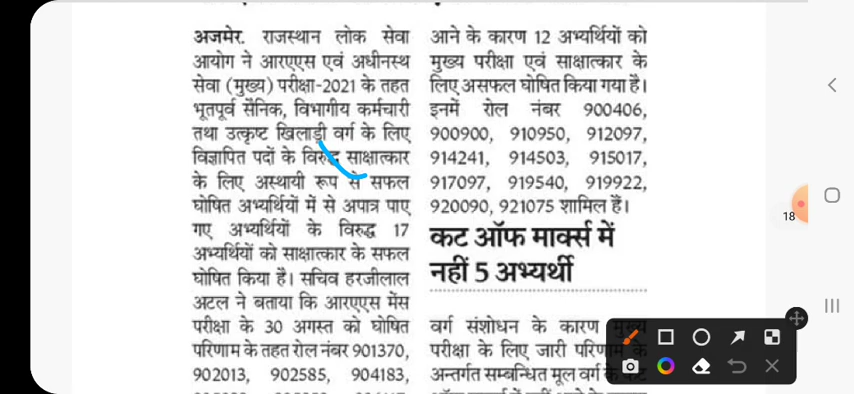 अजमेर. राजस्थान लोक सेवा
आयोग ने आरएएस एवं अधीनस्थ
सेवा (मुख्य) परीक्षा-2021 के तहत
भूतपूर्व सैनिक, विभागीय कर्मचारी
तथा उत्कृष्ट खिलाड़ी वर्ग के लिए
विज्ञापित पदों के विरुद्ध साक्षात्कार
के लिए अस्थायी रूप से सफल
घोषित अभ्यर्थियों में से अपात्र पाए
गए अभ्यर्थियों के विरुद्ध 17
अभ्यर्थियों को साक्षात्कार के सफल
घोषित किया है। सचिव हरजीलाल
अटल ने बताया कि आरएएस मेंस
परीक्षा के 30 अगस्त को घोषित
परिणाम के तहत रोल नंबर 901370,
902013, 902585, 904183,
आने के कारण 12 अभ्यर्थियों को
मुख्य परीक्षा एवं साक्षात्कार के
लिए असफल घोषित किया गया है।
इनमें रोल नंबर 900406,
900900, 910950, 912097,
914241, 914503, 915017,
917097, 919540, 919922,
920090, 921075 शामिल हैं।
कट ऑफ मार्क्स में
नहीं 5 अभ्यर्थी
वर्ग संशोधन के कारण मुख्य
परीक्षा के लिए जारी परिणाम के
अन्तर्गत सम्बन्धित मूल वर्ग के कट
18